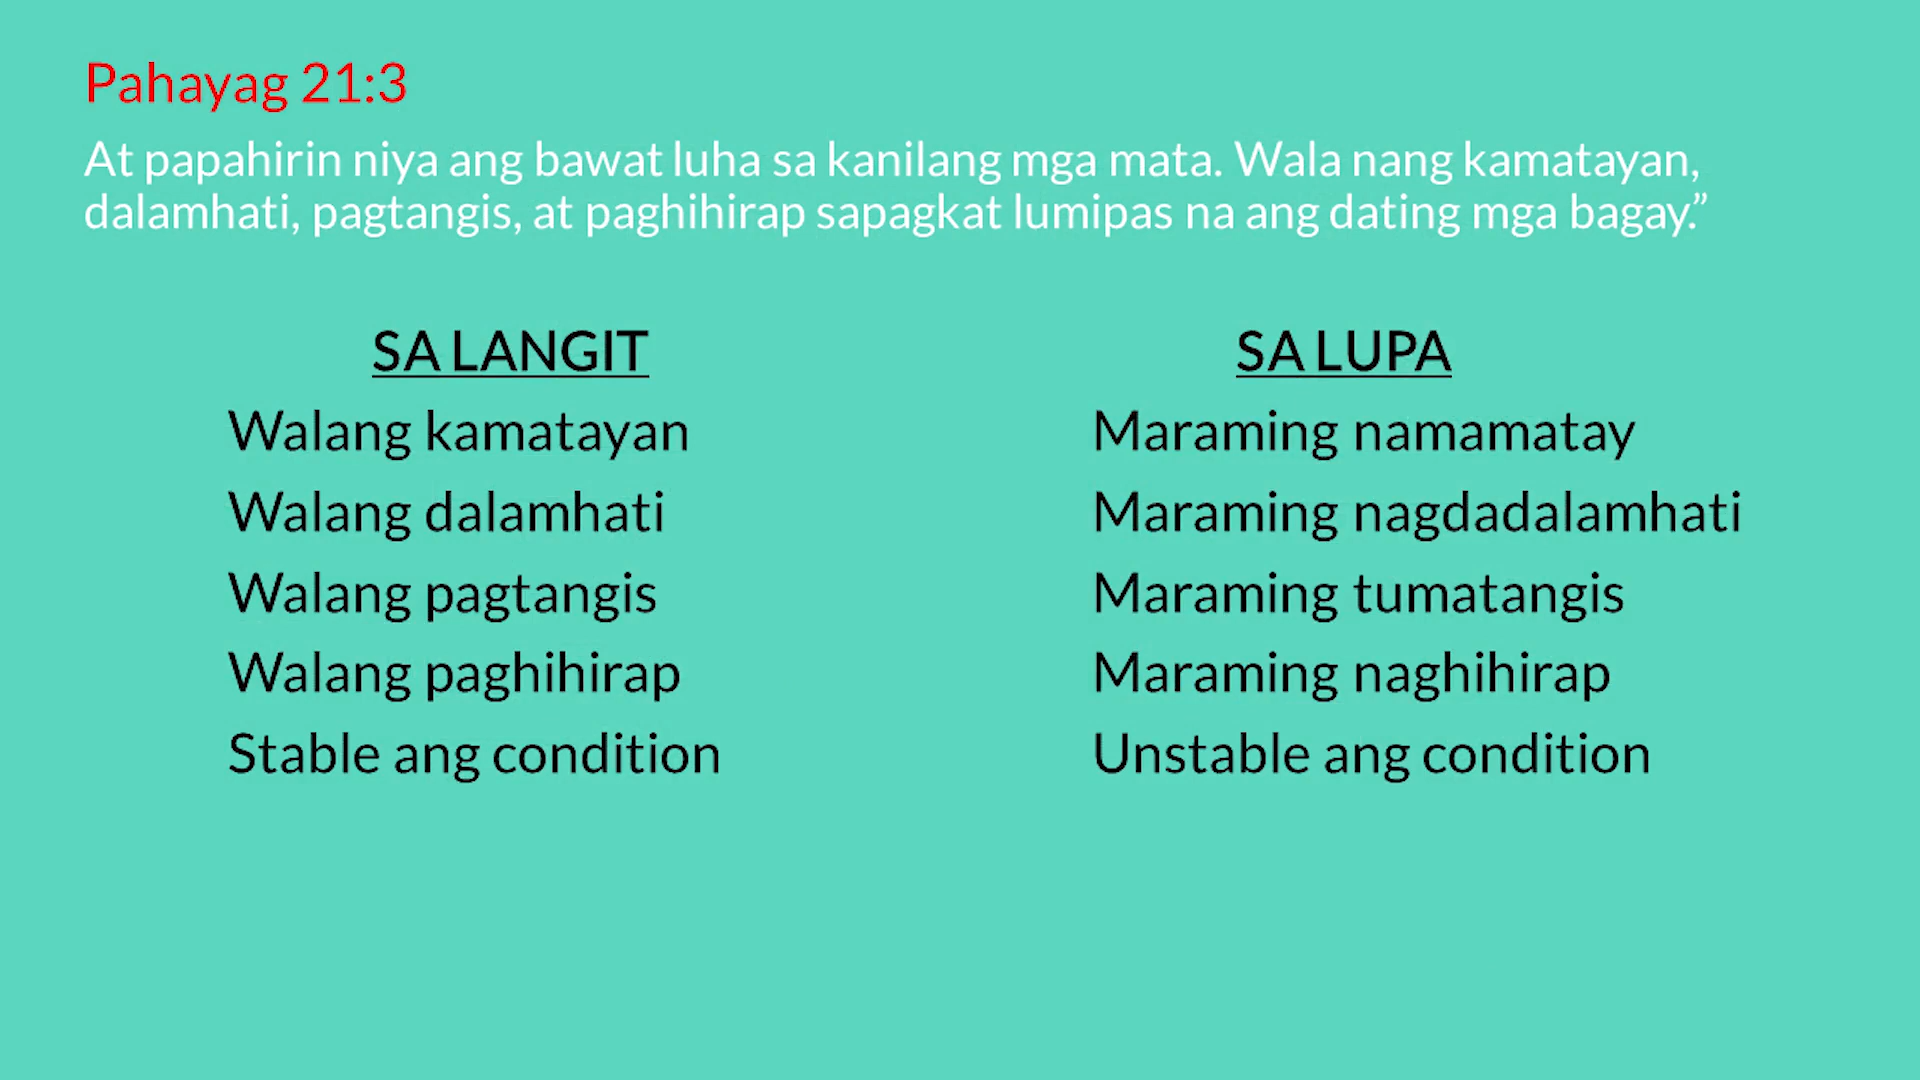 Pahayag 21:3
At papahirin niya ang bawat luha sa kanilang mga mata. Wala nang kamatayan,
dalamhati, pagtangis, at paghihirap sapagkat lumipas na ang dating mga bagay.”
SA LANGIT
Walang kamatayan
Walang dalamhati
Walang pagtangis
Walang paghihirap
Stable ang condition
SA LUPA
Maraming namamatay
Maraming nagdadalamhati
Maraming tumatangis
Maraming naghihirap
Unstable ang condition